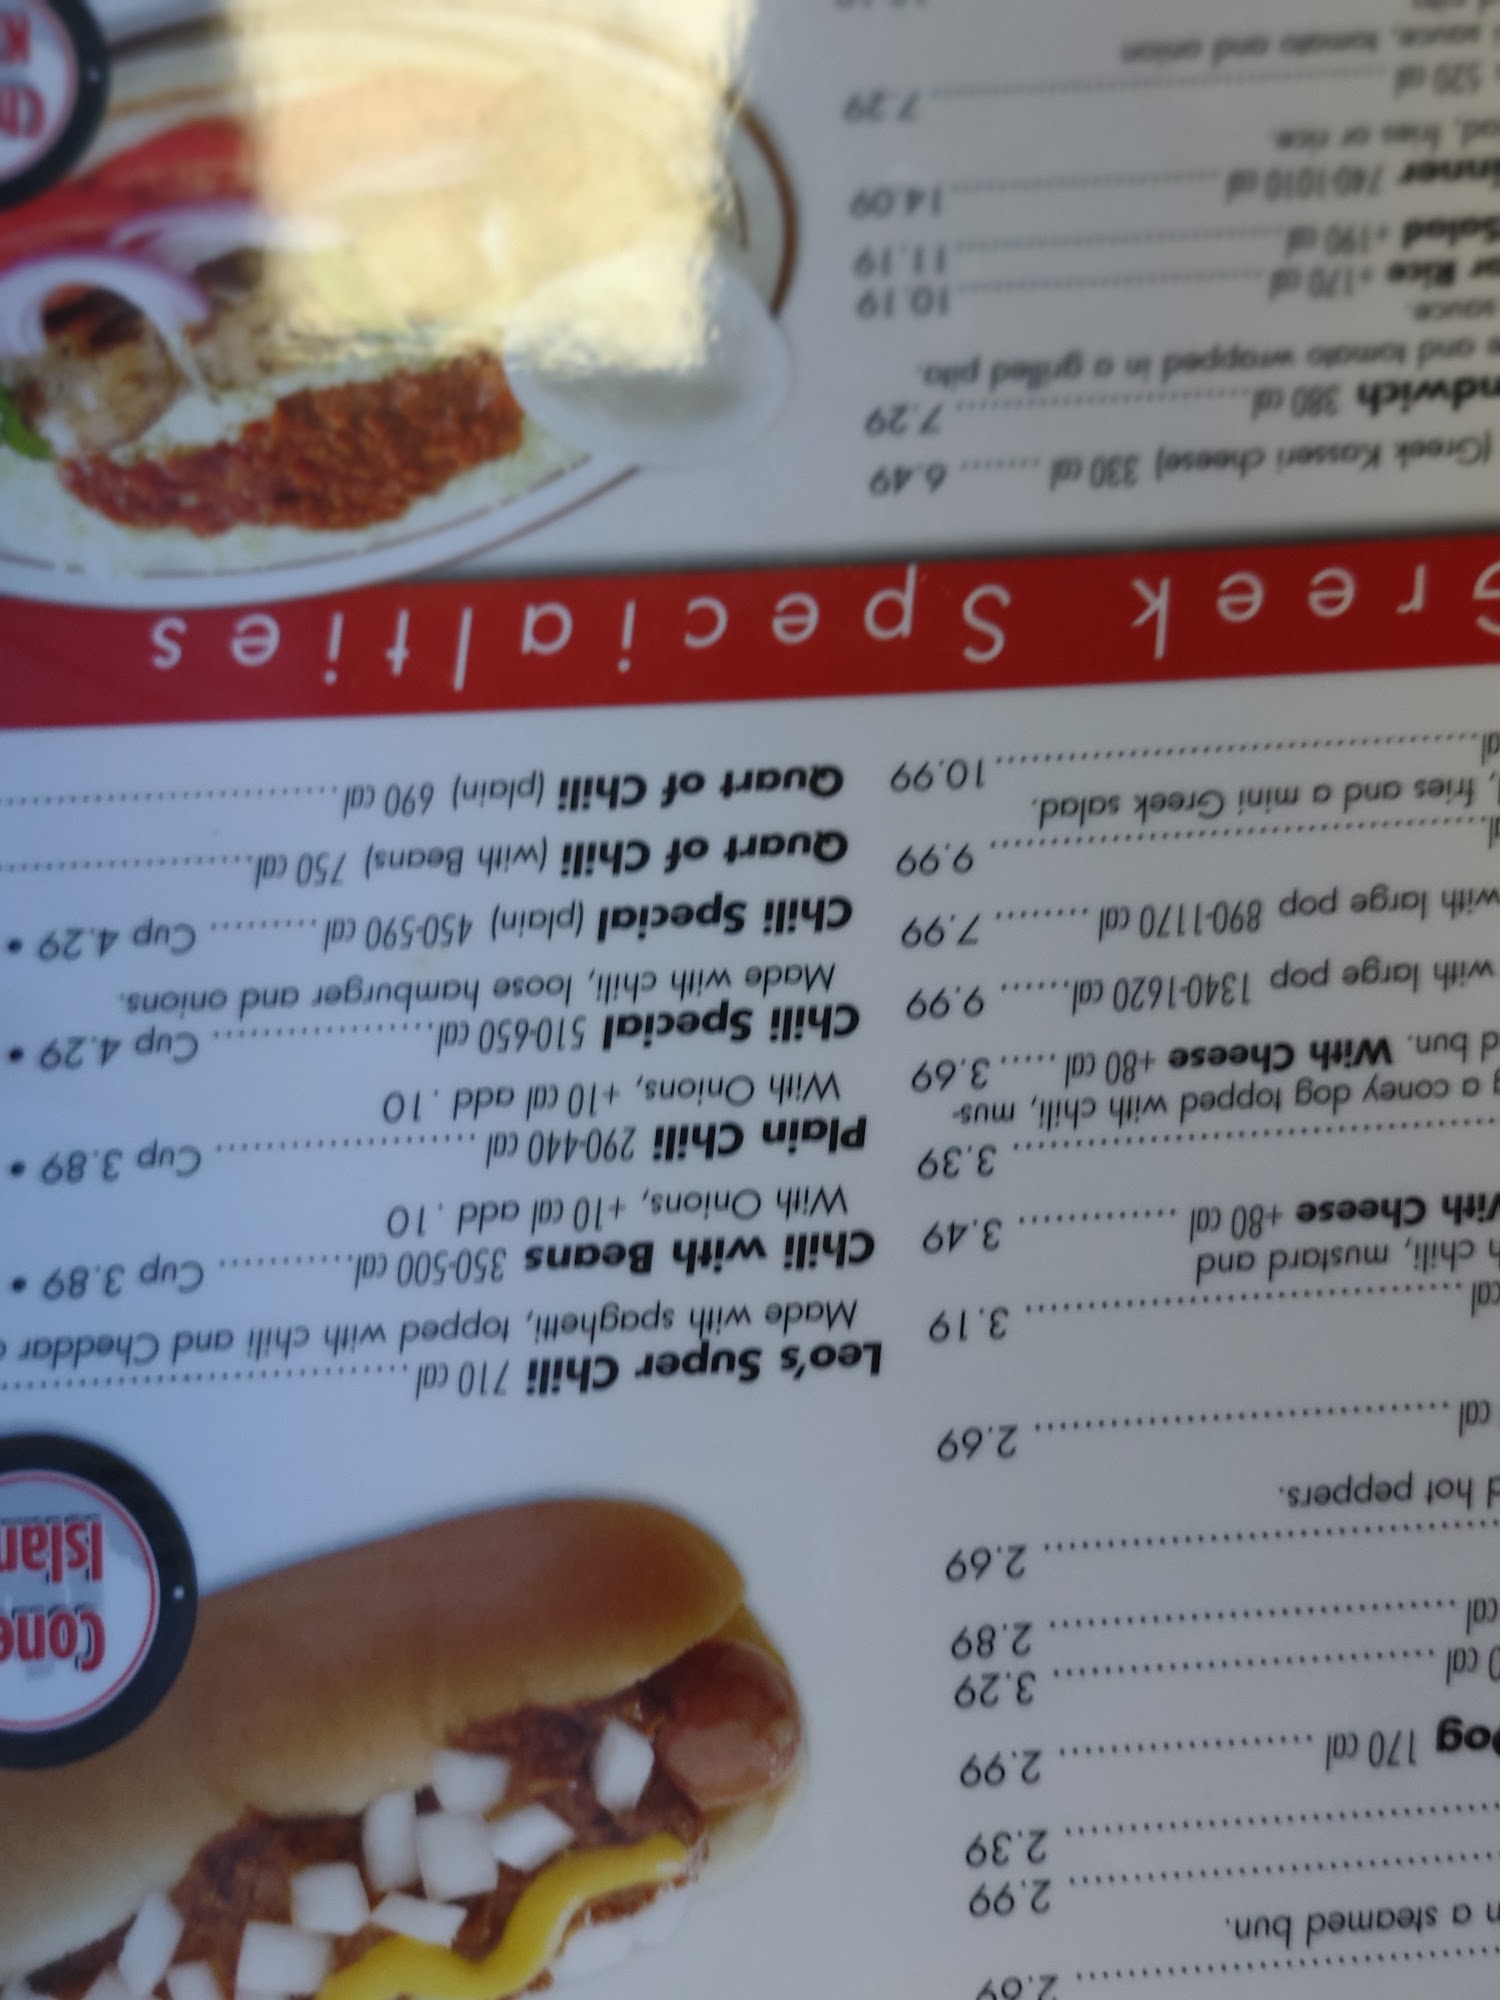 2.69
n a steamed bun.
2.99
2.39
Dog 170 cal 2.99
0 cal 3.29
cal 2.89
2.69
d hot peppers.
cal 2.69
cal 3.19
h chili, mustard and
With Cheese +80 cal 3.49
3.39
g a coney dog topped with chili, mus-
d bun. With Cheese +80 cal 3.69
with large pop 1340-1620 cal 9.99
with large pop 890-1170 cal 7.99
9.99
, fries and a mini Greek salad.
al 10.99
Cone
Islan
Leo's Super Chili 710 cal
Made with spaghetti, topped with chili and Cheddar
Chili with Beans 350-500 cal Cup 3.89 •
With Onions, +10 cal add .10
Plain Chili 290-440 cal Cup 3.89 •
With Onions, +10 cal add .10
Chili Special 510-650 cal Cup 4.29 •
Made with chili, loose hamburger and onions.
Chili Special (plain) 450-590 cal Cup 4.29 •
Quart of Chili (with Beans) 750 cal
Quart of Chili (plain) 690 cal
Greek Specialties
(Greek Kasseri cheese) 330 cal 6.49
ndwich 380 cal 7.29
e and tomato wrapped in a grilled pita.
sauce.
or Rice +170 cal 10.19
Salad +190 cal 11.19
inner 740-1010 cal 14.09
ad, fries or rice.
520 cal 7.29
sauce, tomato and onion
Ch
K